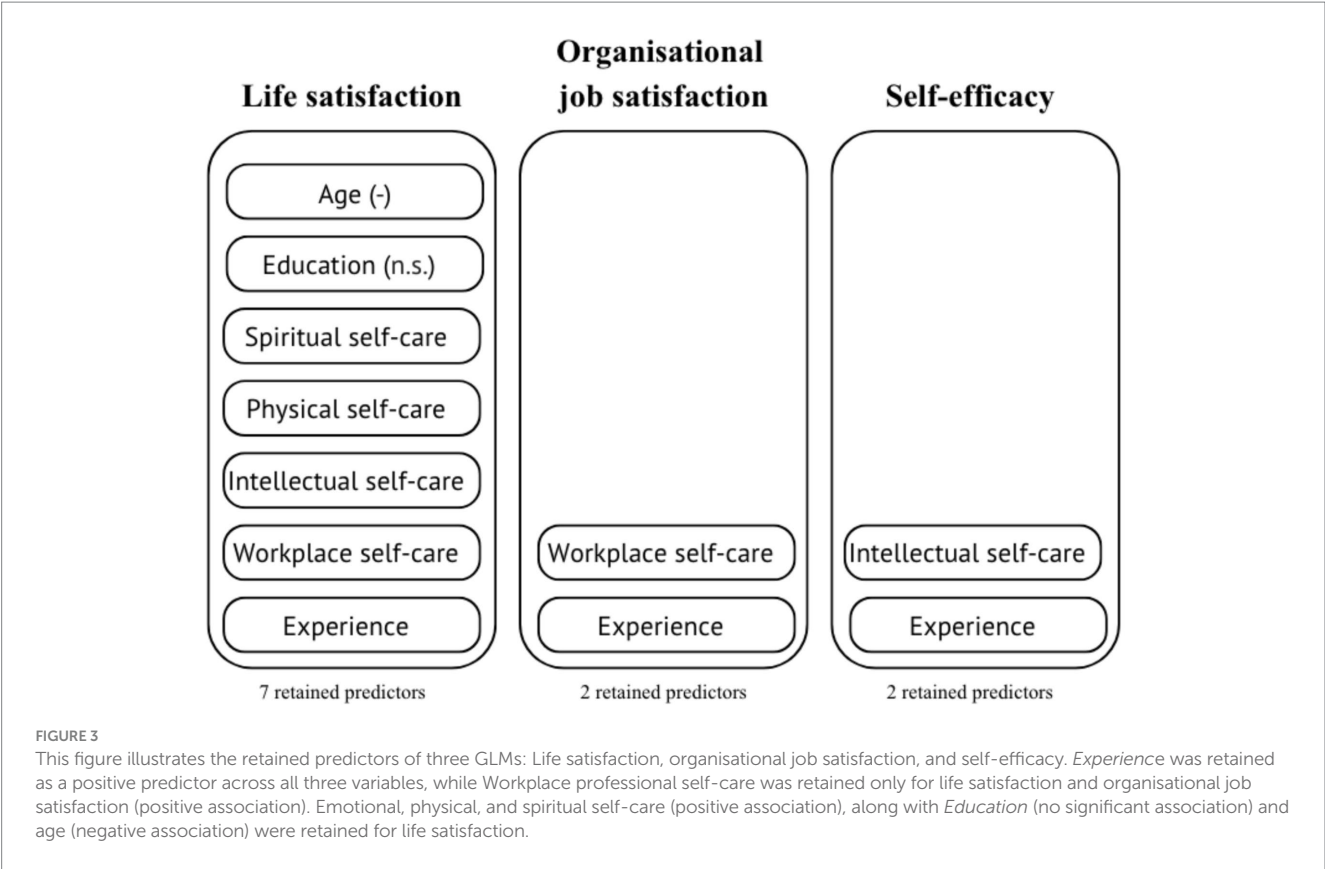 Life satisfaction
Organisational
job satisfaction
Self-efficacy
Age (-)
Education (n.s.)
Spiritual self-care
Physical self-care
Intellectual self-care
Workplace self-care
Experience
7 retained predictors
Workplace self-care
Experience
2 retained predictors
Intellectual self-care
Experience
2 retained predictors
FIGURE 3
This figure illustrates the retained predictors of three GLMs: Life satisfaction, organisational job satisfaction, and self-efficacy. Experience was retained
as a positive predictor across all three variables, while Workplace professional self-care was retained only for life satisfaction and organisational job
satisfaction (positive association). Emotional, physical, and spiritual self-care (positive association), along with Education (no significant association) and
age (negative association) were retained for life satisfaction.